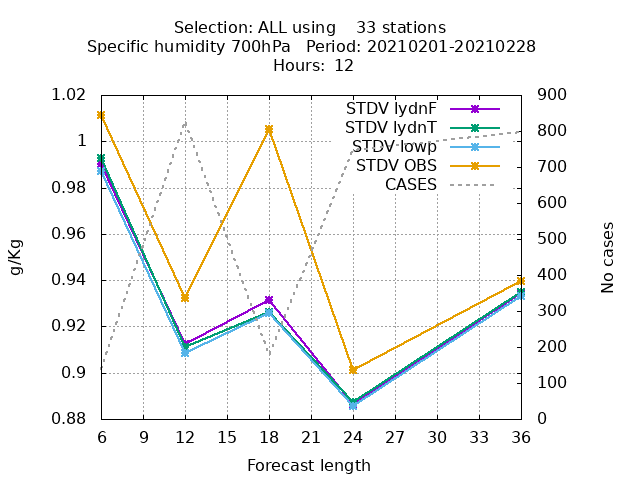 Selection: ALL using    33 stations
Specific humidity 700hPa   Period: 20210201-20210228
Hours: 12
g/Kg
1.02
1
0.98
0.96
0.94
0.92
0.9
0.88
STDV lydnF
STDV lydnT
STDV lowp
STDV OBS
CASES
900
800
700
600
500
400
300
200
100
0
No cases
6 9 12 15 18 21 24 27 30 33 36
Forecast length